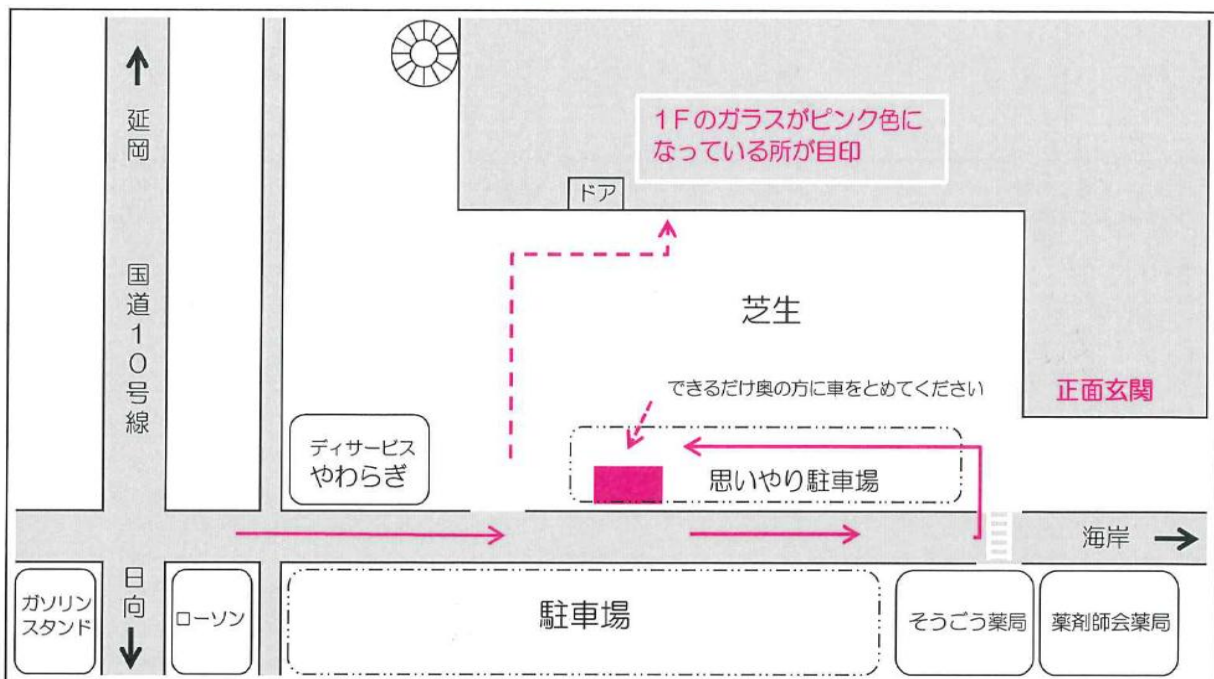 延岡
国道10号線
日向
1Fのガラスがピンク色に
なっている所が目印
ドア
芝生
できるだけ奥の方に車をとめてください
正面玄関
ディサービス
やわらぎ
思いやり駐車場
海岸
ガソリン
スタンド
ローソン
駐車場
そうごう薬局
薬剤師会薬局